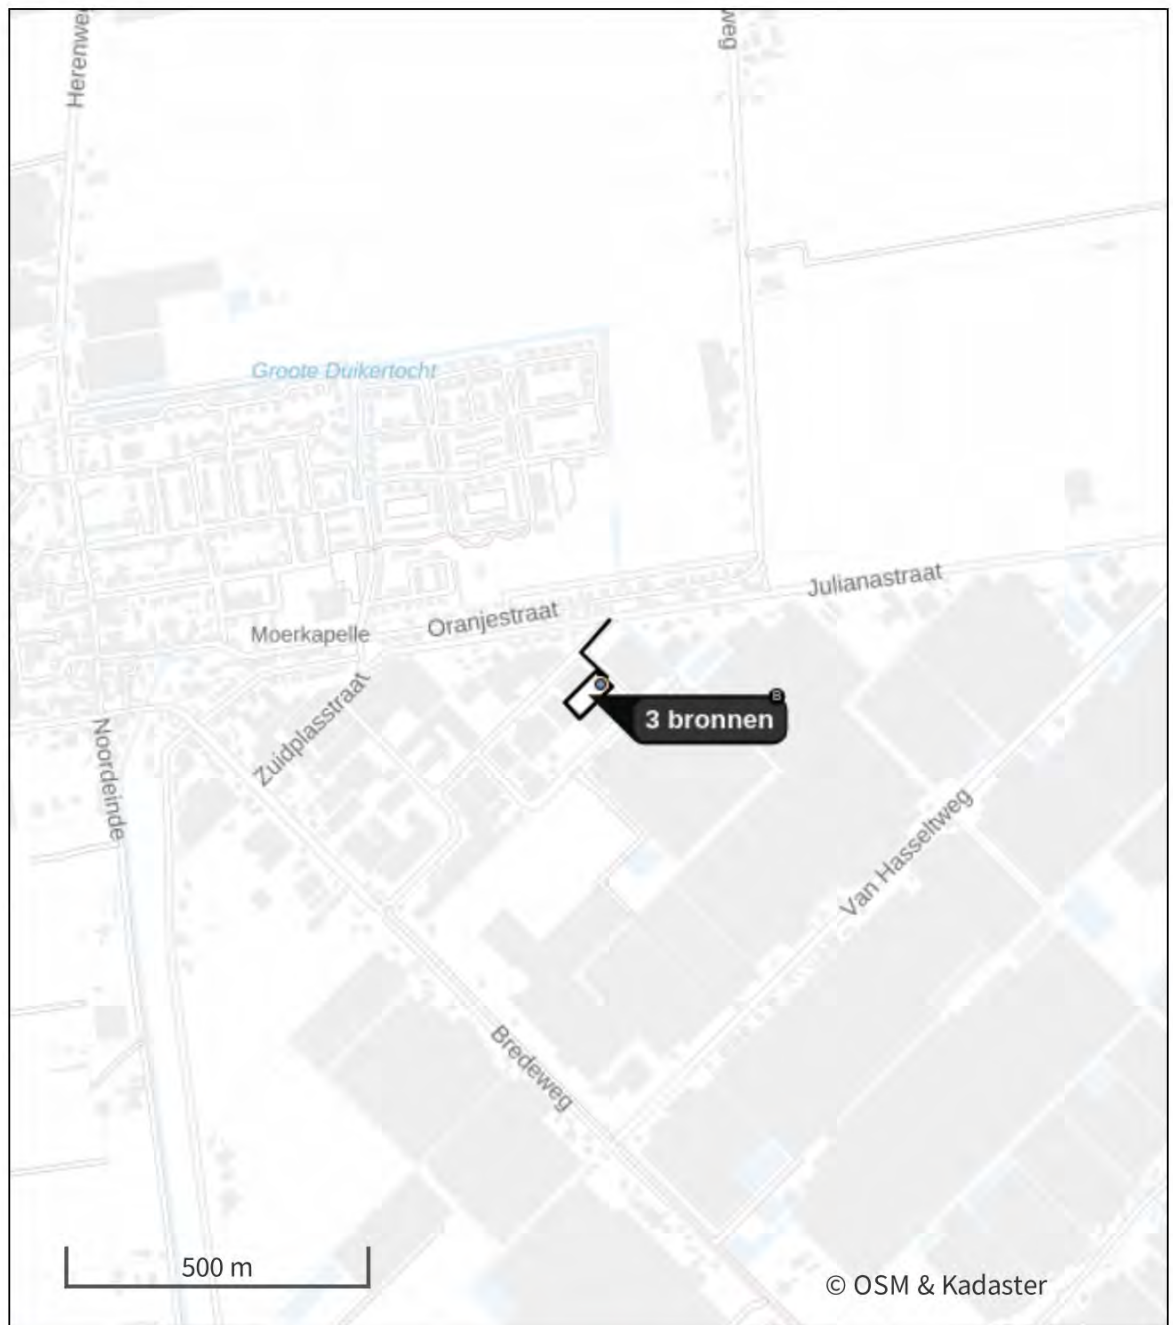 Herenweg
weg
Groote Duikertocht
Julianastraat
Oranjestraat
Moerkapelle
B
3 bronnen
Zuidplasstraat
Noordeinde
Van Hasseltweg
Bredeweg
500 m
© OSM & Kadaster